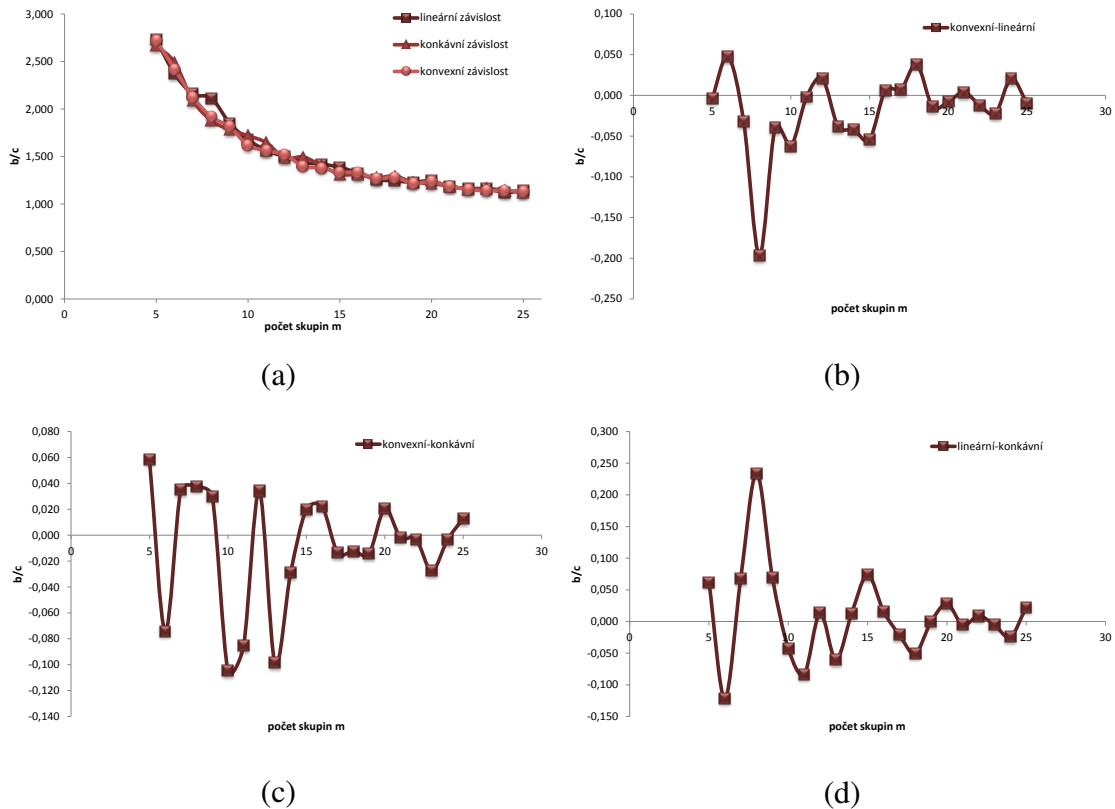 3,000
2,500
2,000
1,500
1,000
0,500
0,000
b/c
0 5 10 15 20 25
počet skupin m
lineární závislost
konkávní závislost
konvexní závislost
(a)
0,100
0,050
0,000
-0,050
-0,100
-0,150
-0,200
-0,250
b/c
0 5 10 15 20 25 30
počet skupin m
konvexní-lineární
(b)
0,080
0,060
0,040
0,020
0,000
-0,020
-0,040
-0,060
-0,080
-0,100
-0,120
-0,140
b/c
0 5 10 15 20 25 30
počet skupin m
konvexní-konkávní
(c)
0,300
0,250
0,200
0,150
0,100
0,050
0,000
-0,050
-0,100
-0,150
b/c
0 5 10 15 20 25 30
počet skupin m
lineární-konkávní
(d)